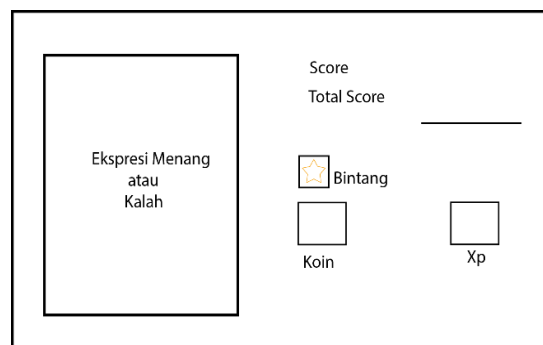 Ekspresi Menang
atau
Kalah
Score
Total Score
Bintang
Koin
Xp